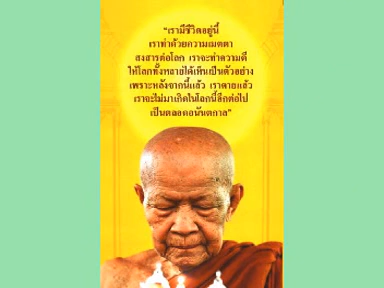 “เรามีชีวิตอยู่นี้
เราทำด้วยความเมตตา
สงสารต่อโลก เราจะทำความดี
ให้โลกทั้งหลายได้เห็นเป็นตัวอย่าง
เพราะหลังจากนี้แล้ว เราตายแล้ว
เราจะไม่มาเกิดในโลกนี้อีกต่อไป
เป็นตลอดอนันตกาล”